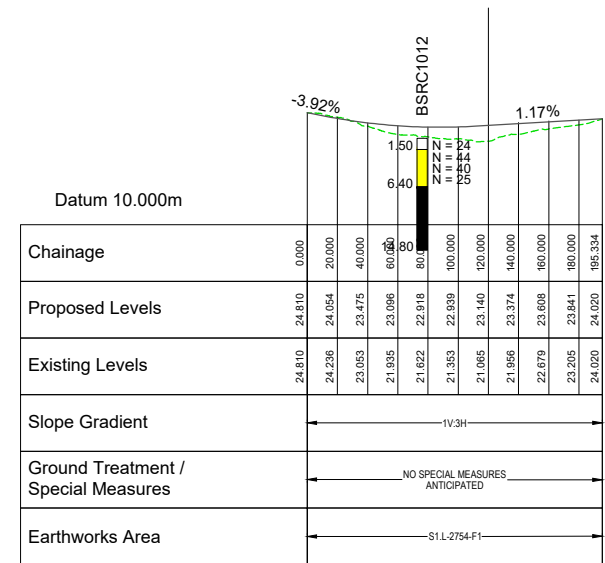 BSRC1012
-3.92%
1.17%
1.50
N = 24
N = 44
N = 40
6.40
N = 25
Datum 10.000m
14.80
Chainage 0.000 20.000 40.000 60.000 80.0 100.000 120.000 140.000 160.000 180.000 195.334
Proposed Levels 24.810 24.054 23.475 23.096 22.918 22.939 23.140 23.374 23.608 23.841 24.020
Existing Levels 24.810 24.236 23.053 21.935 21.622 21.353 21.065 21.956 22.679 23.205 24.020
Slope Gradient 1V:3H
Ground Treatment /
Special Measures
NO SPECIAL MEASURES
ANTICIPATED
Earthworks Area S1.L-2754-F1